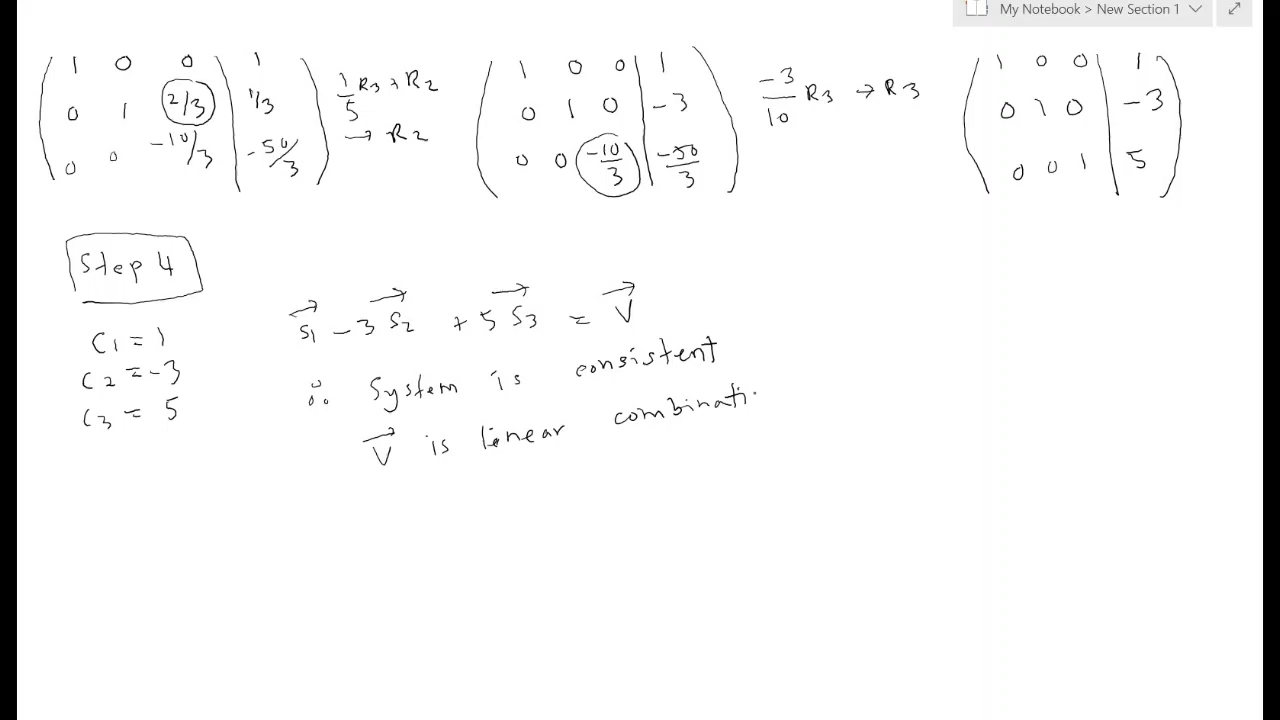 My Notebook > New Section 1
1 0 0 | 1
0 1 2/3 | 1/3
0 0 -10/3 | -50/3
1/5 R3 + R2
→ R2
1 0 0 | 1
0 1 0 | -3
0 0 -10/3 | -50/3
-3/10 R3 → R3
1 0 0 | 1
0 1 0 | -3
0 0 1 | 5
Step 4
C1 = 1
C2 = -3
C3 = 5
S1 - 3 S2 + 5 S3 = V
∴ System is consistent
V is linear combinati